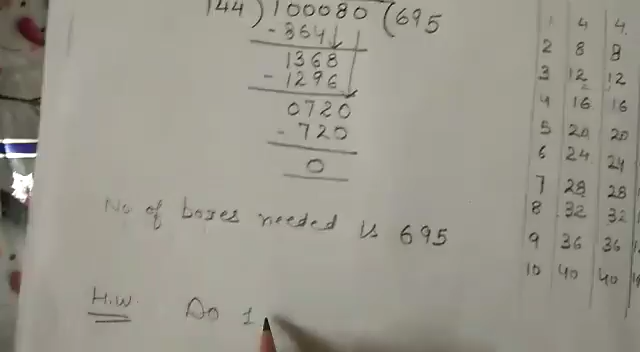 144) 100080 (695
- 864
1368
- 1296
0720
- 720
0
No of boxes needed is 695
H.W. Do 1
1 4 4
2 8 8
3 12 12
4 16 16
5 20 20
6 24 24
7 28 28
8 32 32
9 36 36
10 40 40